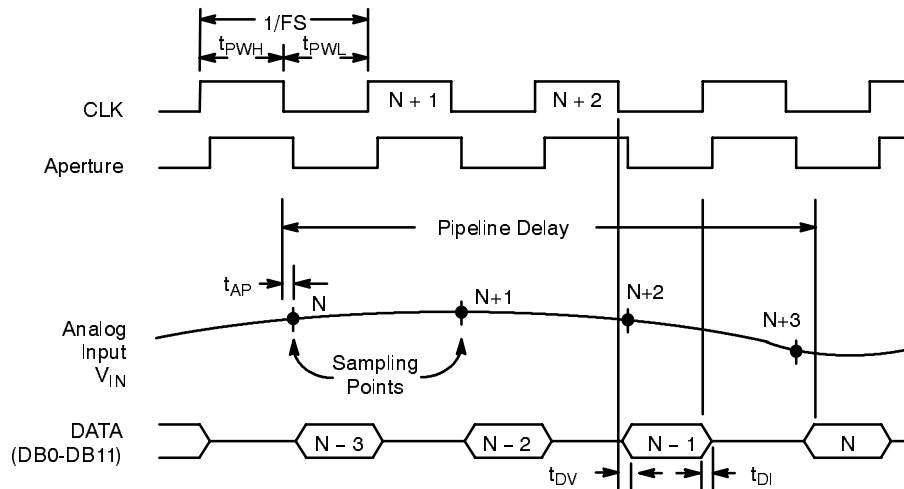 1/FS
tPWH tPWL
CLK
N + 1
N + 2
Aperture
Pipeline Delay
tAP
N
N+1
N+2
N+3
Analog
Input
VIN
Sampling
Points
DATA
(DB0-DB11)
N – 3
N – 2
N – 1
N
tDV
tDI